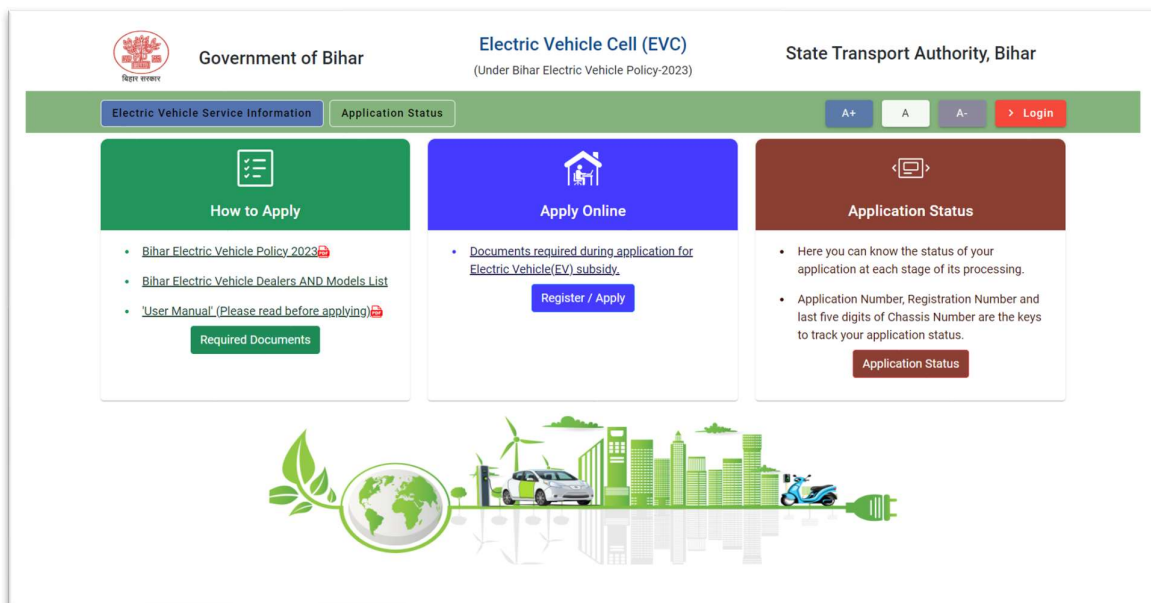 बिहार सरकार
Government of Bihar
Electric Vehicle Cell (EVC)
(Under Bihar Electric Vehicle Policy-2023)
State Transport Authority, Bihar
Electric Vehicle Service Information
Application Status
A+
A
A-
> Login
How to Apply
Bihar Electric Vehicle Policy 2023
PDF
Bihar Electric Vehicle Dealers AND Models List
'User Manual' (Please read before applying)
PDF
Required Documents
Apply Online
Documents required during application for
Electric Vehicle(EV) subsidy.
Register / Apply
Application Status
Here you can know the status of your
application at each stage of its processing.
Application Number, Registration Number and
last five digits of Chassis Number are the keys
to track your application status.
Application Status